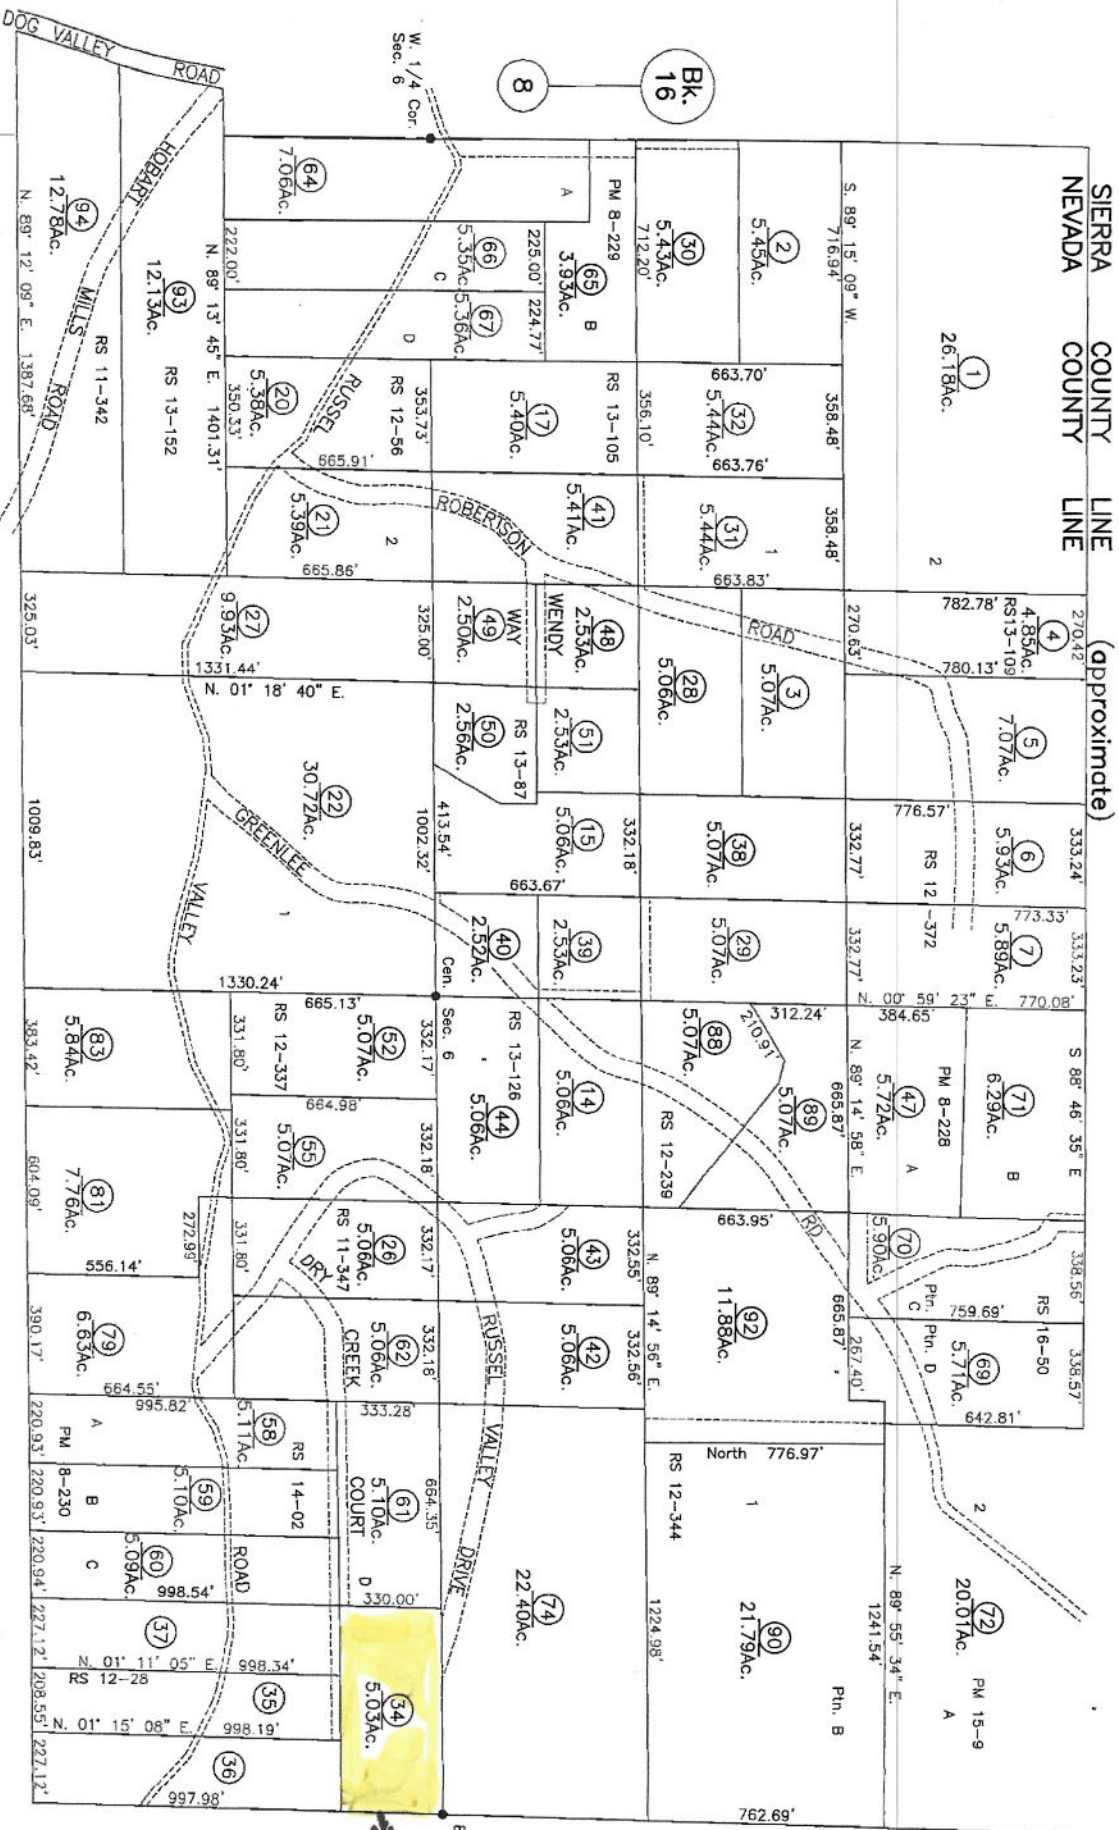 SIERRA COUNTY LINE
NEVADA COUNTY LINE
(approximate)
Bk. 16
8
DOG VALLEY ROAD
W. 1/4 Cor.
Sec. 6
1
26.18Ac.
2
270.42
4
4.85Ac.
RS13-109
782.78'
780.13'
5
7.07Ac.
333.24'
6
5.93Ac.
776.57'
RS 12-372
333.23'
7
5.89Ac.
773.33'
N. 00° 59' 23" E. 770.08'
S 88° 46' 35" E
71
6.29Ac.
B
PM 8-228
384.65'
47
5.72Ac.
A
338.56'
70
5.90Ac.
Ptn. C
759.69'
RS 16-50
338.57'
69
5.71Ac.
Ptn. D
642.81'
2
72
20.01Ac.
PM 15-9
A
S. 89° 15' 09" W.
716.94'
358.48'
358.48'
270.63'
332.77'
332.77'
N. 89° 14' 58" E.
665.87'
665.87'
267.40'
N. 89° 55' 34" E.
1241.54'
2
5.45Ac.
30
5.43Ac.
712.20'
663.70'
32
5.44Ac.
663.76'
31
5.44Ac.
1
663.83'
ROAD
3
5.07Ac.
28
5.06Ac.
38
5.07Ac.
29
5.07Ac.
312.24'
210.91'
88
5.07Ac.
89
5.07Ac.
RS 12-239
663.95'
RD
92
11.88Ac.
North 776.97'
RS 12-344
1
90
21.79Ac.
Ptn. B
762.69'
PM 8-229
A
65
3.93Ac.
B
225.00'
224.77'
66
5.35Ac.
C
67
5.36Ac.
D
356.10'
RS 13-105
17
5.40Ac.
353.73'
41
5.41Ac.
ROBERTSON
48
2.53Ac.
WENDY
WAY
49
2.50Ac.
325.00'
51
2.53Ac.
RS 13-87
50
2.56Ac.
332.18'
15
5.06Ac.
663.67'
413.54'
1002.32'
39
2.53Ac.
40
2.52Ac.
Cen. Sec. 6
14
5.06Ac.
RS 13-126
44
5.06Ac.
N. 89° 14' 56" E.
332.55'
43
5.06Ac.
332.56'
42
5.06Ac.
1224.98'
74
22.40Ac.
RUSSEL VALLEY DRIVE
64
7.06Ac.
222.00'
RUSSEL
RS 12-56
20
5.38Ac.
350.33'
665.91'
21
5.39Ac.
2
665.86'
27
9.93Ac.
1331.44'
N. 01° 18' 40" E.
22
30.72Ac.
GREENLEE
VALLEY
1
1330.24'
665.13'
332.17'
52
5.07Ac.
RS 12-337
331.80'
664.98'
332.18'
55
5.07Ac.
331.80'
332.17'
26
5.06Ac.
RS 11-347
331.80'
332.18'
62
5.06Ac.
DRY CREEK COURT
333.28'
664.35'
61
5.10Ac.
D
330.00'
34
5.03Ac.
N. 89° 13' 45" E. 1401.31'
93
12.13Ac.
RS 13-152
94
12.78Ac.
RS 11-342
HOBART MILLS ROAD
N. 89° 12' 09" E. 1387.68'
325.03'
1009.83'
83
5.84Ac.
383.42'
81
7.76Ac.
604.09'
272.99'
556.14'
79
6.63Ac.
390.17'
664.55'
995.82'
58
5.11Ac.
A
220.93'
RS 14-02
59
5.10Ac.
B
PM 8-230
220.93'
60
5.09Ac.
C
220.94'
998.54'
ROAD
37
227.12'
N. 01° 11' 05" E. 998.34'
RS 12-28
35
208.55'
N. 01° 15' 08" E. 998.19'
36
227.12'
997.98'